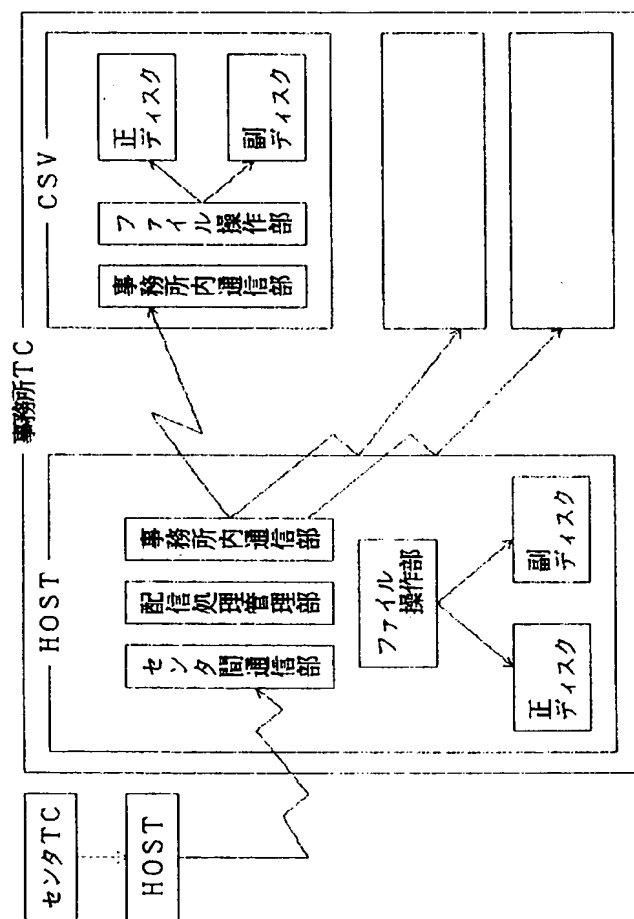 センタTC
HOST
事務所TC
HOST
センタ間通信部
配信処理管理部
事務所内通信部
ファイル
操作部
正
ディスク
副
ディスク
CSV
事務所内通信部
ファイル操作部
正
ディスク
副
ディスク